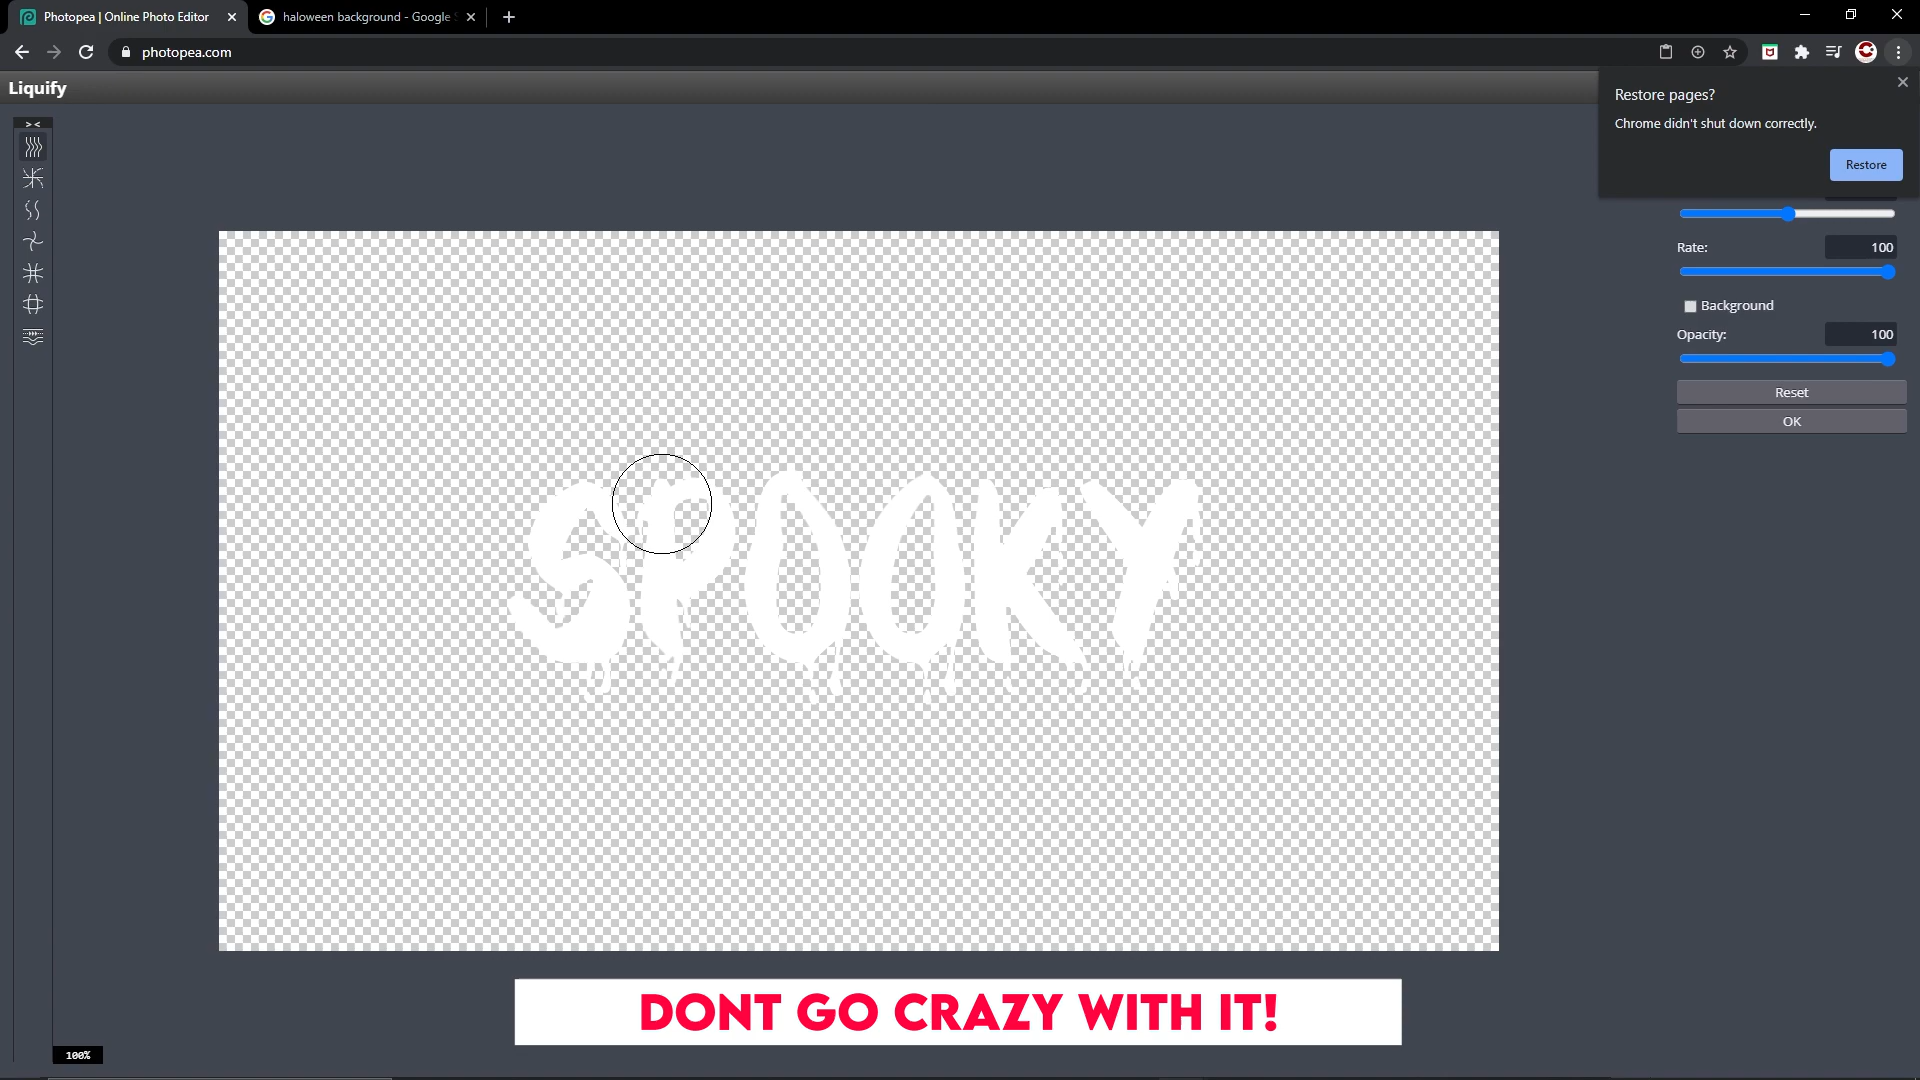 Photopea | Online Photo Editor
haloween background - Google
photopea.com
Liquify
Restore pages?
Chrome didn't shut down correctly.
Restore
> <
Rate: 100
Background
Opacity: 100
Reset
OK
SPOOKY
DONT GO CRAZY WITH IT!
100%